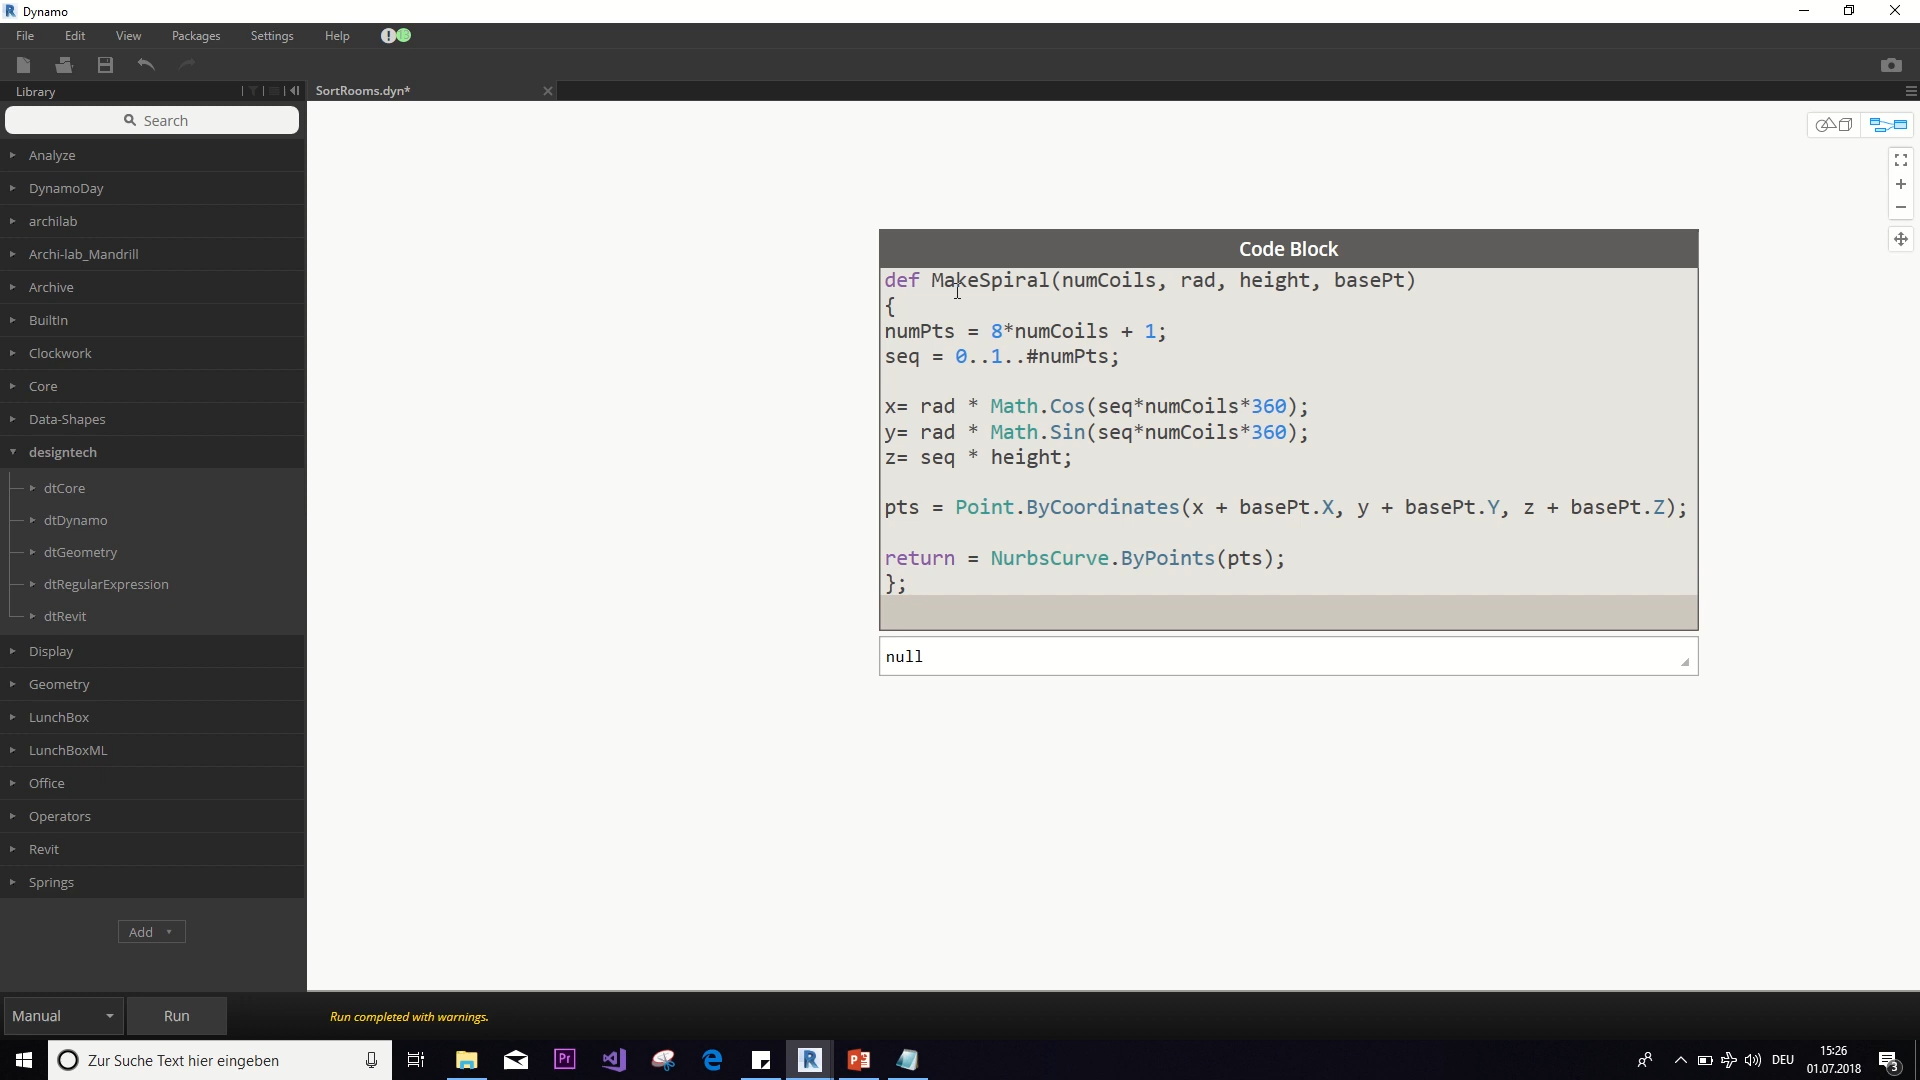 Dynamo
File Edit View Packages Settings Help
Library
SortRooms.dyn*
Search
Analyze
DynamoDay
archilab
Archi-lab_Mandrill
Archive
BuiltIn
Clockwork
Core
Data-Shapes
designtech
dtCore
dtDynamo
dtGeometry
dtRegularExpression
dtRevit
Display
Geometry
LunchBox
LunchBoxML
Office
Operators
Revit
Springs
Add
Code Block
def MakeSpiral(numCoils, rad, height, basePt)
{
numPts = 8*numCoils + 1;
seq = 0..1..#numPts;
x= rad * Math.Cos(seq*numCoils*360);
y= rad * Math.Sin(seq*numCoils*360);
z= seq * height;
pts = Point.ByCoordinates(x + basePt.X, y + basePt.Y, z + basePt.Z);
return = NurbsCurve.ByPoints(pts);
};
null
Manual
Run
Run completed with warnings.
Zur Suche Text hier eingeben
Pr
R
DEU
15:26
01.07.2018
3